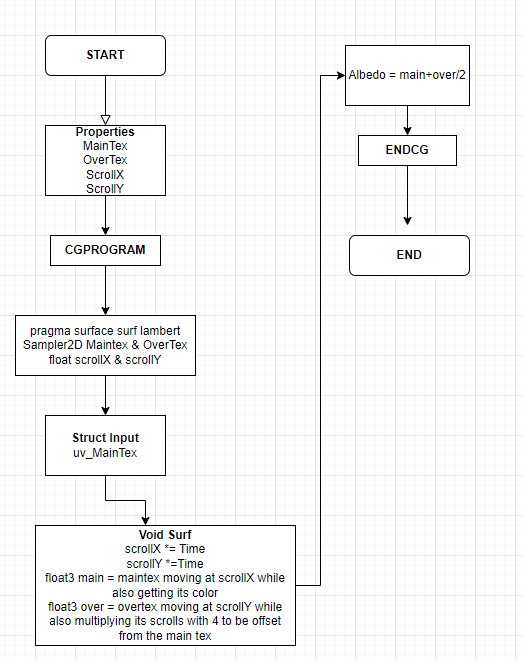 START
Properties
MainTex
OverTex
ScrollX
ScrollY
CGPROGRAM
pragma surface surf lambert
Sampler2D Maintex & OverTex
float scrollX & scrollY
Struct Input
uv_MainTex
Void Surf
scrollX *= Time
scrollY *=Time
float3 main = maintex moving at scrollX while
also getting its color
float3 over = overtex moving at scrollY while
also multiplying its scrolls with 4 to be offset
from the main tex
Albedo = main+over/2
ENDCG
END